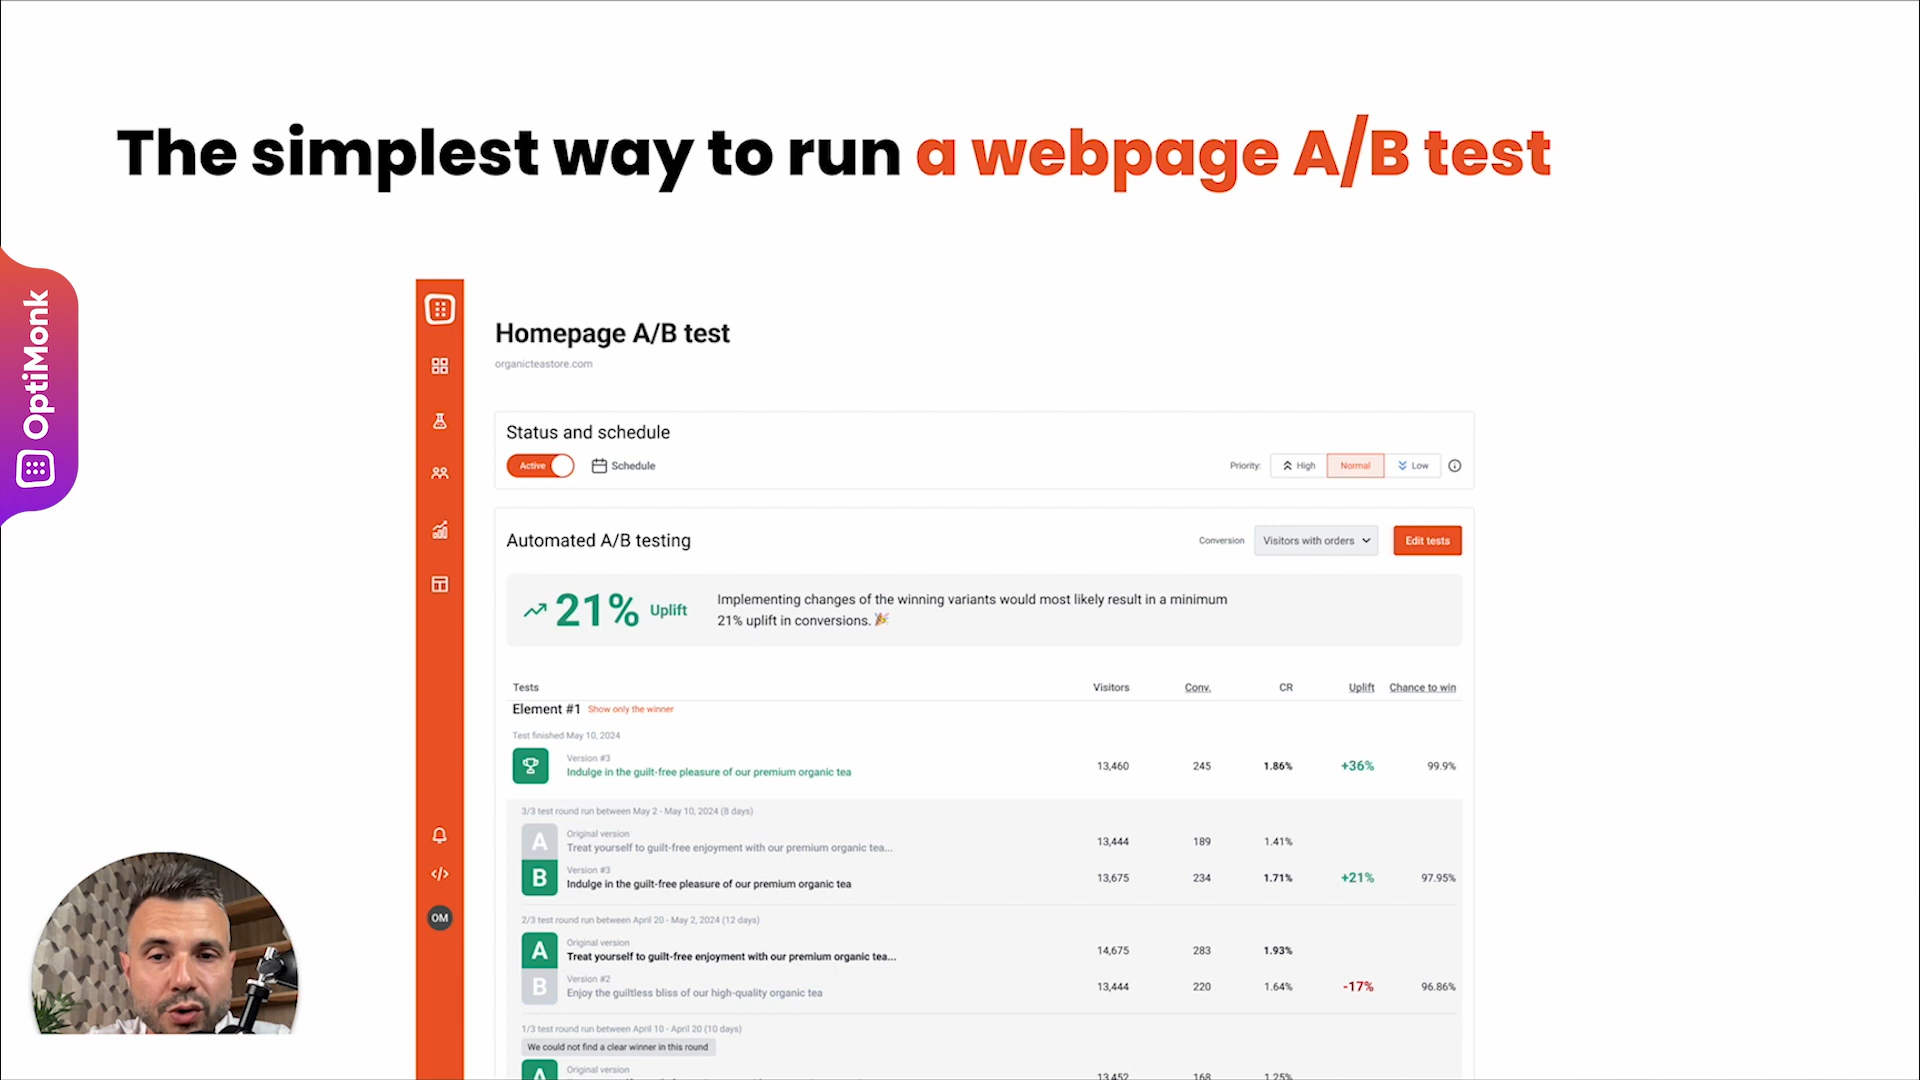 The simplest way to run a webpage A/B test
OptiMonk
Homepage A/B test
organicteastore.com
Status and schedule
Active
Schedule
Priority:
High
Normal
Low
Automated A/B testing
Conversion
Visitors with orders
Edit tests
21% Uplift
Implementing changes of the winning variants would most likely result in a minimum
21% uplift in conversions.
Tests Visitors Conv. CR Uplift Chance to win
Element #1 Show only the winner
Test finished May 10, 2024
Version #3
Indulge in the guilt-free pleasure of our premium organic tea
13,460 245 1.86% +36% 99.9%
3/3 test round run between May 2 - May 10, 2024 (8 days)
A
Original version
Treat yourself to guilt-free enjoyment with our premium organic tea...
13,444 189 1.41%
B
Version #3
Indulge in the guilt-free pleasure of our premium organic tea
13,675 234 1.71% +21% 97.95%
2/3 test round run between April 20 - May 2, 2024 (12 days)
A
Original version
Treat yourself to guilt-free enjoyment with our premium organic tea...
14,675 283 1.93%
B
Version #2
Enjoy the guiltless bliss of our high-quality organic tea
13,444 220 1.64% -17% 96.86%
1/3 test round run between April 10 - April 20 (10 days)
We could not find a clear winner in this round
A
Original version
13,452 168 1.25%
OM